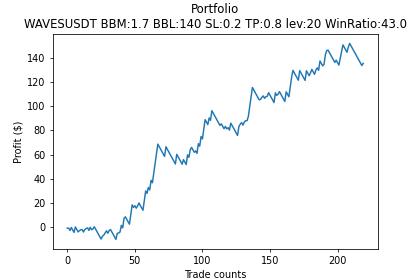 Portfolio
WAVESUSDT BBM:1.7 BBL:140 SL:0.2 TP:0.8 lev:20 WinRatio:43.0
140
120
100
80
60
40
20
0
Profit ($)
0 50 100 150 200
Trade counts